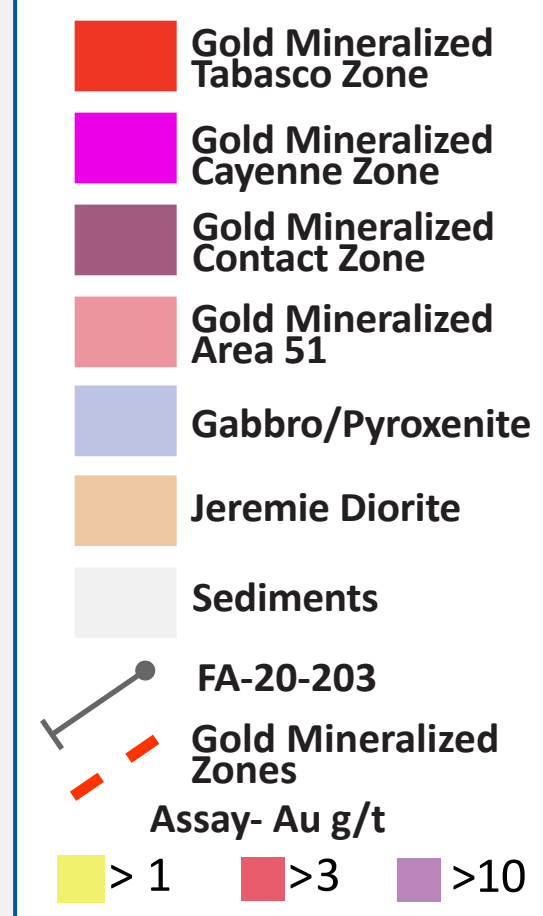 Gold Mineralized
Tabasco Zone
Gold Mineralized
Cayenne Zone
Gold Mineralized
Contact Zone
Gold Mineralized
Area 51
Gabbro/Pyroxenite
Jeremie Diorite
Sediments
FA-20-203
Gold Mineralized
Zones
Assay- Au g/t
> 1 >3 >10